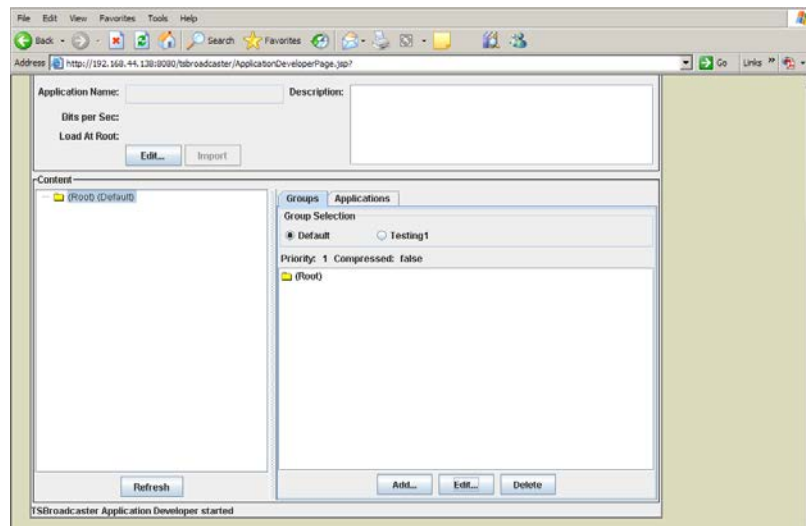 File Edit View Favorites Tools Help
Back Search Favorites
Address http://192.168.44.138:8080/tsbroadcaster/ApplicationDeveloperPage.jsp? Go Links »
Application Name: Description:
Bits per Sec:
Load At Root:
Edit... Import
Content
(Root) (Default)
Groups Applications
Group Selection
Default Testing1
Priority: 1 Compressed: false
(Root)
Refresh
Add... Edit... Delete
TSBroadcaster Application Developer started